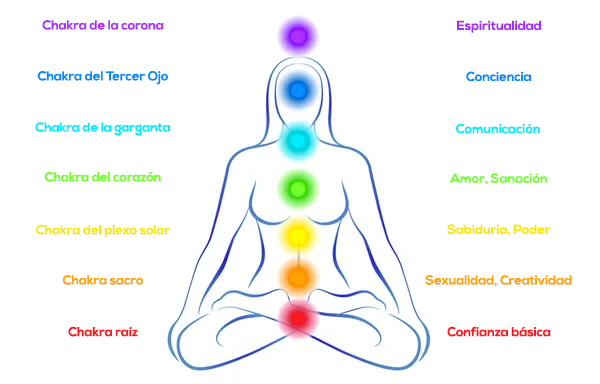 Chakra de la corona
Espiritualidad
Chakra del Tercer Ojo
Conciencia
Chakra de la garganta
Comunicación
Chakra del corazón
Amor, Sanación
Chakra del plexo solar
Sabiduría, Poder
Chakra sacro
Sexualidad, Creatividad
Chakra raíz
Confianza básica